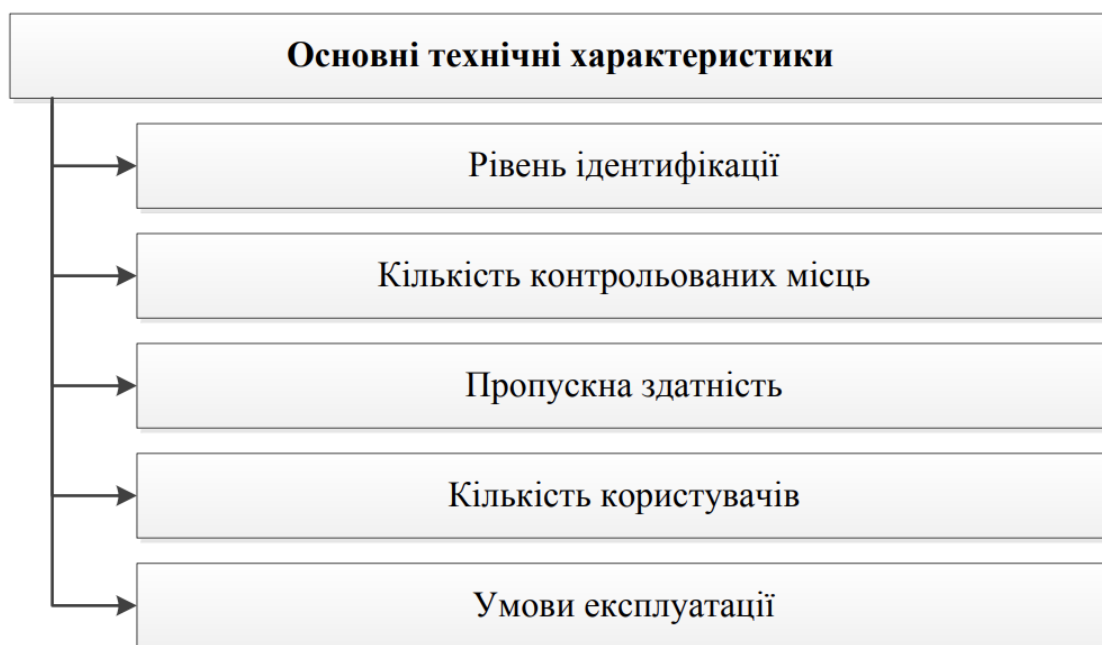 Основні технічні характеристики
Рівень ідентифікації
Кількість контрольованих місць
Пропускна здатність
Кількість користувачів
Умови експлуатації